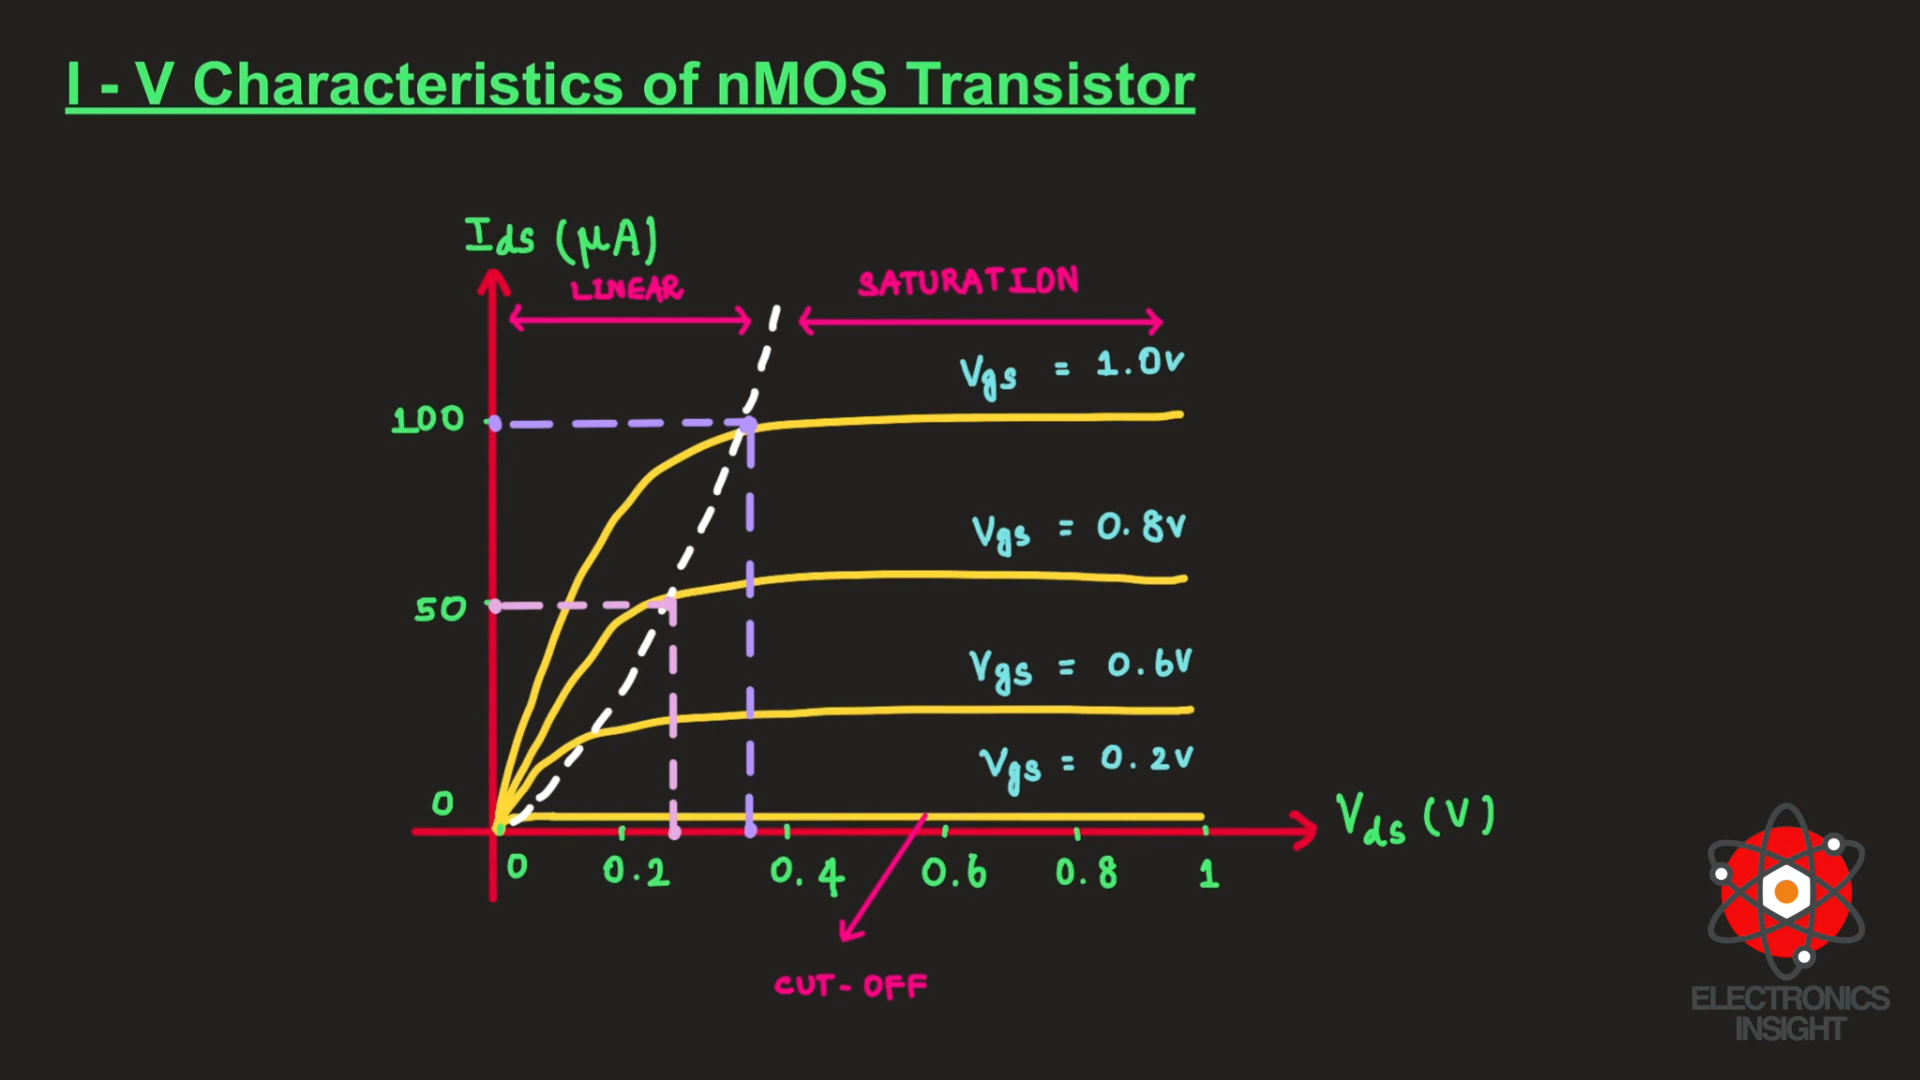 I - V Characteristics of nMOS Transistor
Ids (μA)
LINEAR
SATURATION
Vgs = 1.0v
100
Vgs = 0.8v
50
Vgs = 0.6v
Vgs = 0.2v
0
Vds (V)
0 0.2 0.4 0.6 0.8 1
CUT-OFF
ELECTRONICS
INSIGHT